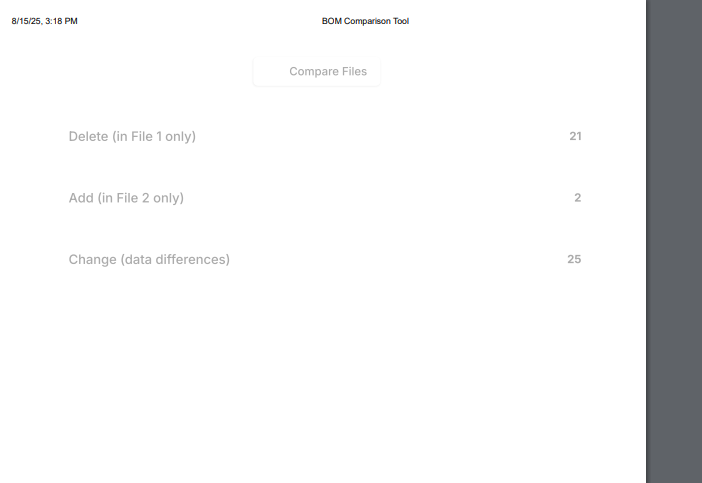 8/15/25, 3:18 PM BOM Comparison Tool
Compare Files
Delete (in File 1 only) 21
Add (in File 2 only) 2
Change (data differences) 25